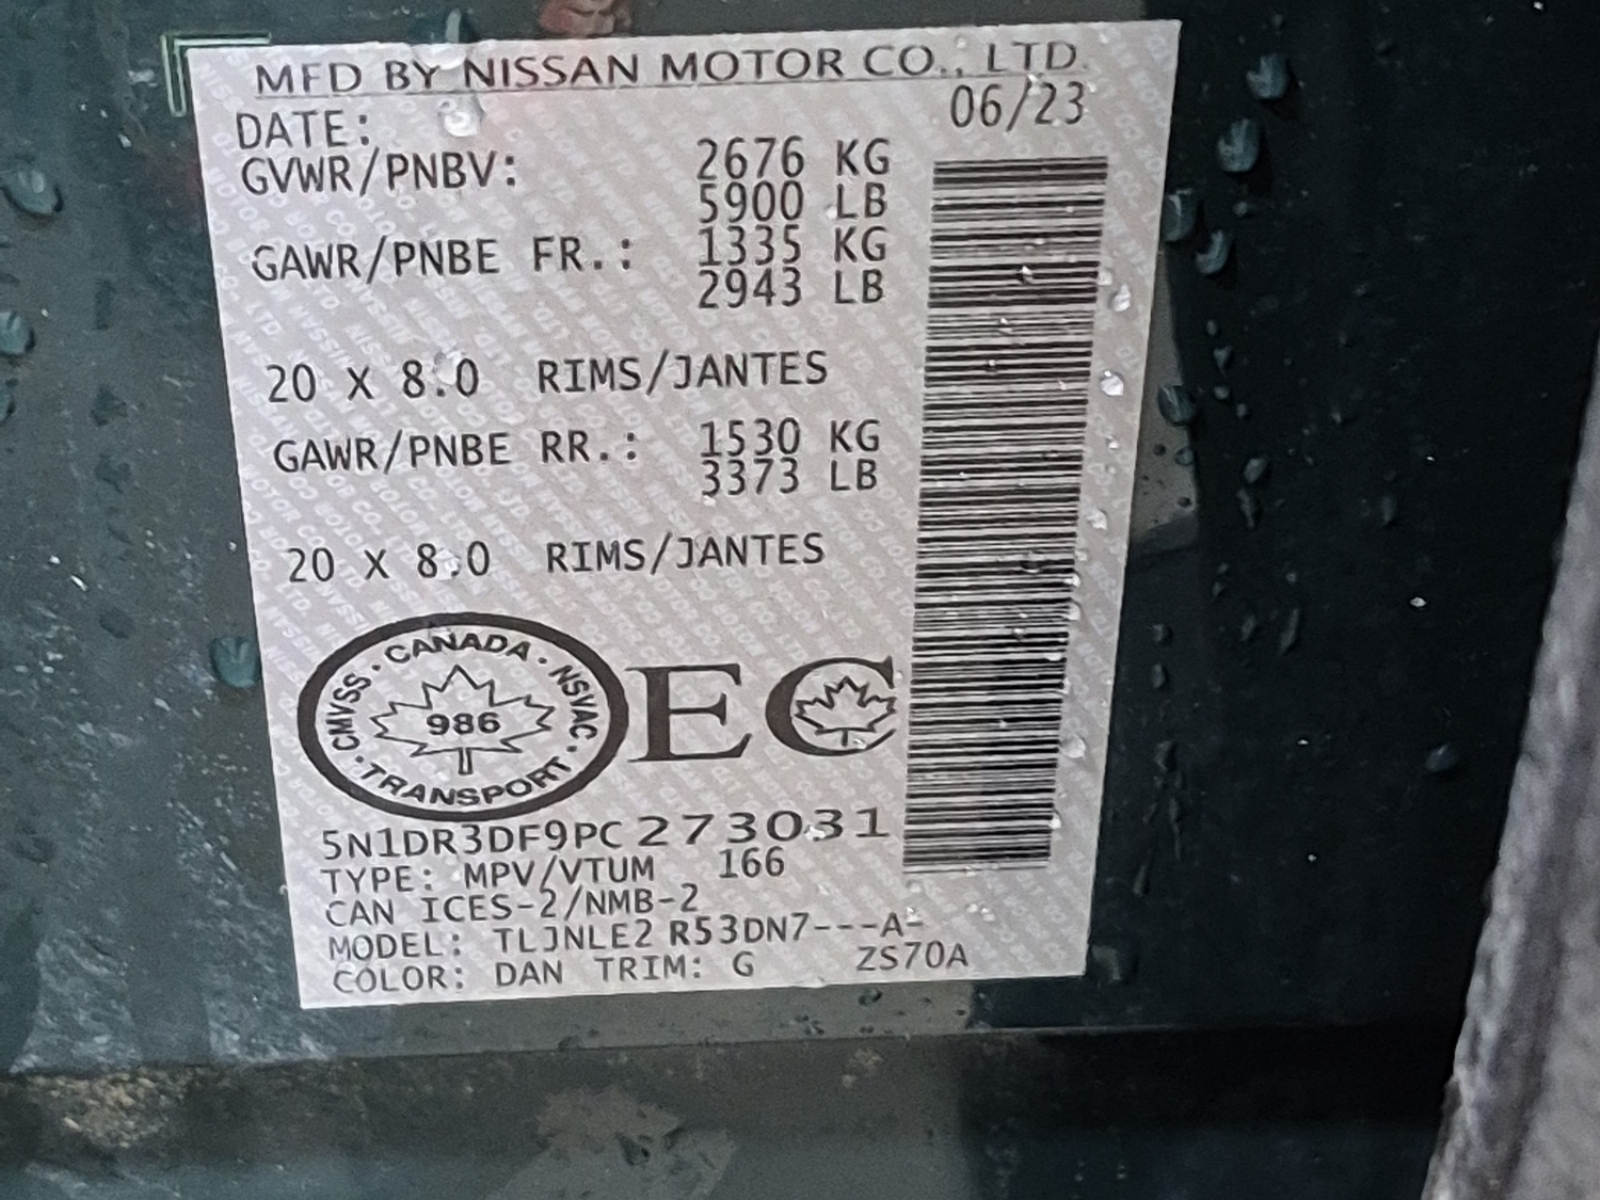 MFD BY NISSAN MOTOR CO., LTD.
DATE: 06/23
GVWR/PNBV: 2676 KG
5900 LB
GAWR/PNBE FR.: 1335 KG
2943 LB
20 X 8.0 RIMS/JANTES
GAWR/PNBE RR.: 1530 KG
3373 LB
20 X 8.0 RIMS/JANTES
CANADA · NSVAC · TRANSPORT · CMVSS ·
986
EC
5N1DR3DF9PC273031
TYPE: MPV/VTUM 166
CAN ICES-2/NMB-2
MODEL: TLJNLE2 R53DN7---A-
COLOR: DAN TRIM: G ZS70A